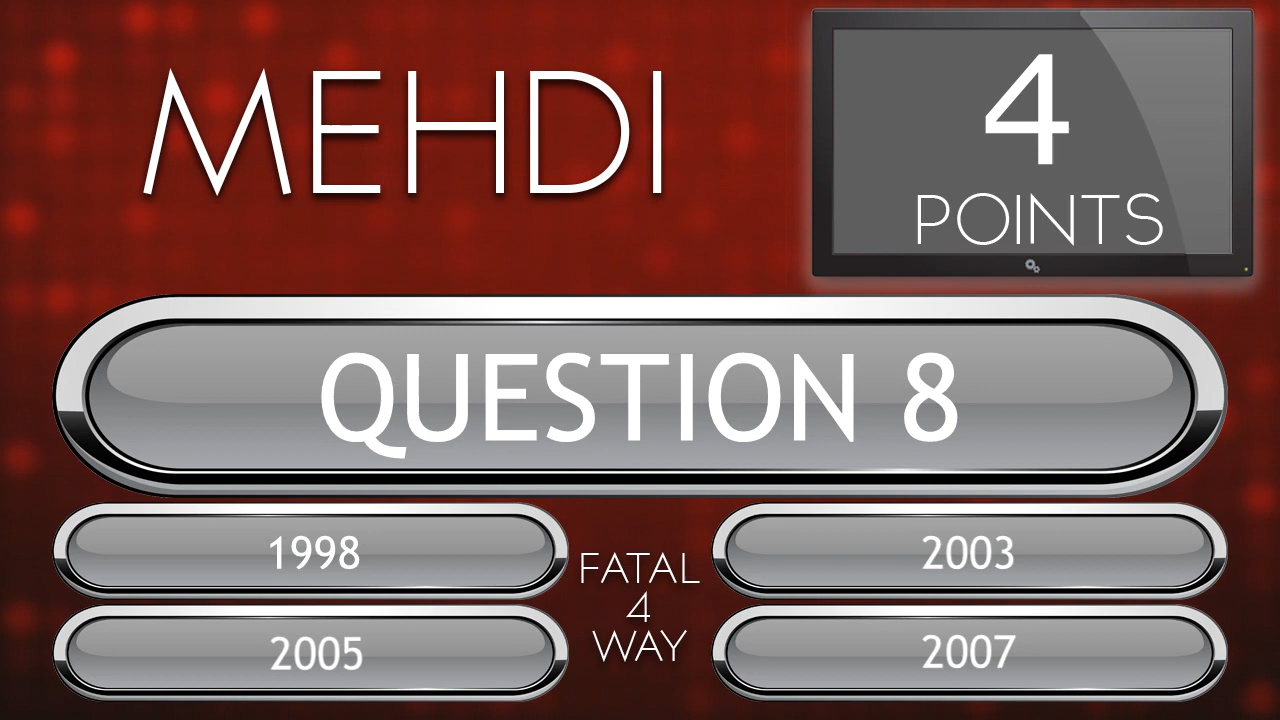 MEHDI
4
POINTS
QUESTION 8
1998
2003
FATAL
4
WAY
2005
2007